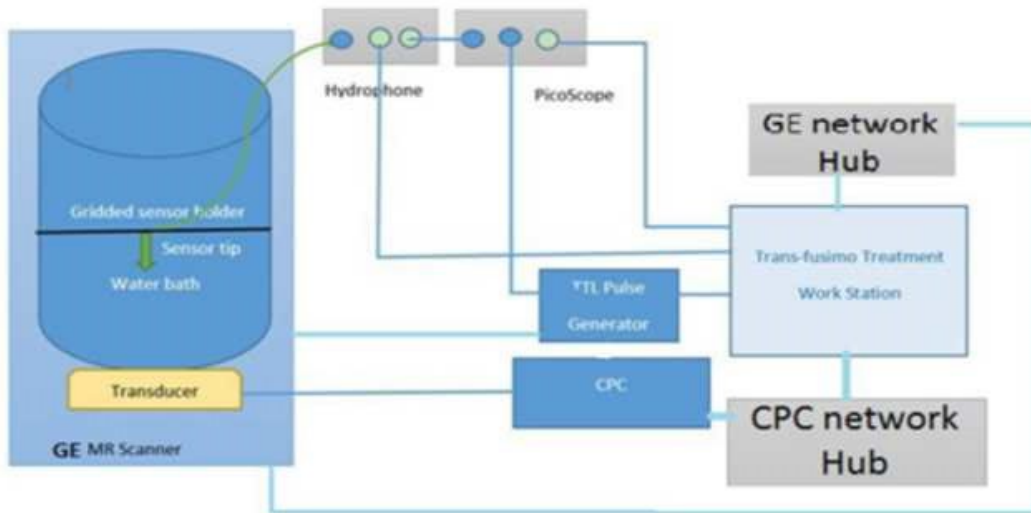 Hydrophone
PicoScope
GE network
Hub
Gridded sensor holder
Sensor tip
Water bath
Trans-fusimo Treatment
Work Station
TTL Pulse
Generator
CPC
Transducer
CPC network
Hub
GE MR Scanner